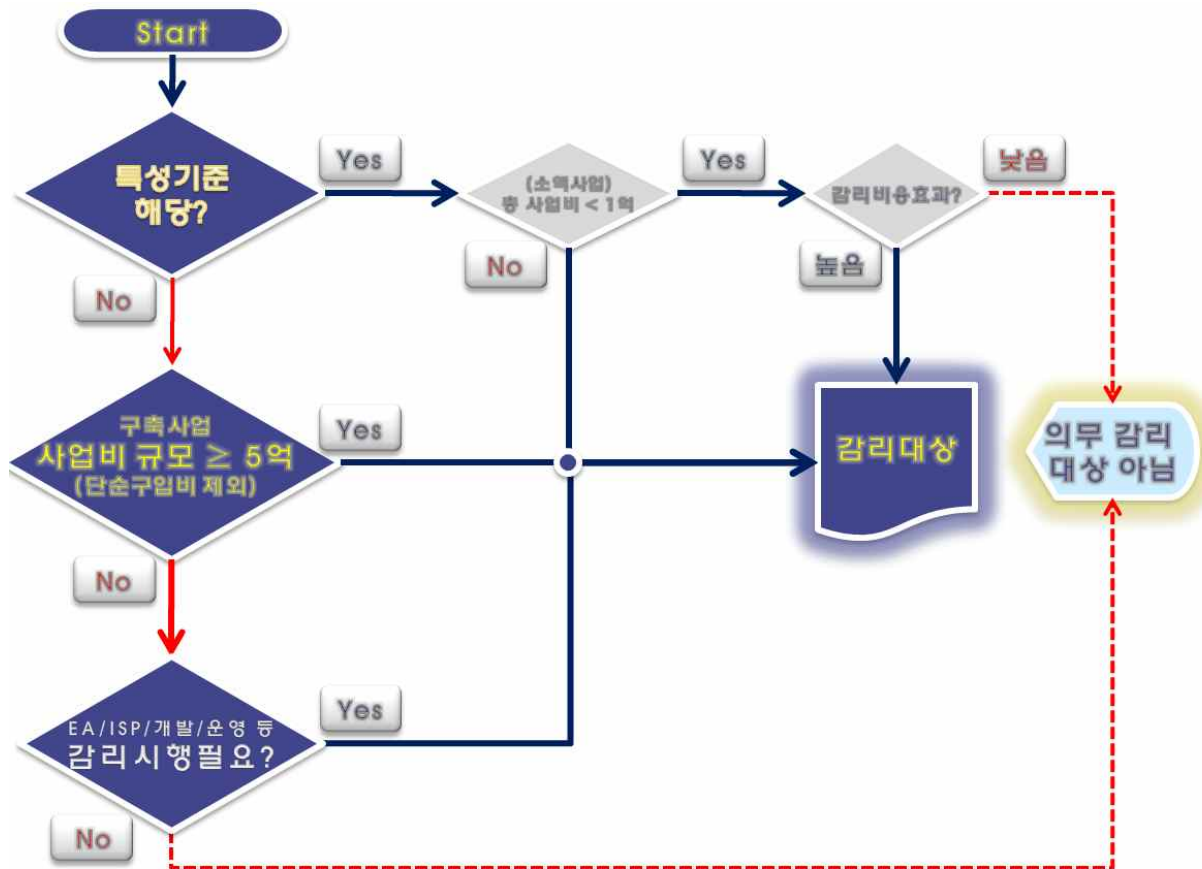 Start
특성기준
해당?
Yes
(소액사업)
총 사업비 < 1억
Yes
감리비용효과?
낮음
No
No
높음
구축사업
사업비 규모 ≥ 5억
(단순구입비 제외)
Yes
감리대상
의무 감리
대상 아님
No
EA/ISP/개발/운영 등
감리시행필요?
Yes
No